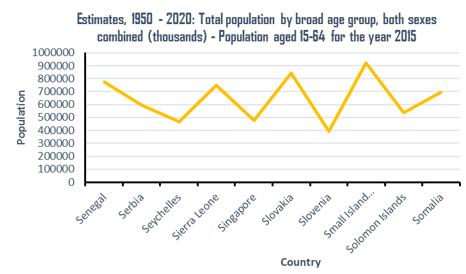 Estimates, 1950 - 2020: Total population by broad age group, both sexes
combined (thousands) - Population aged 15-64 for the year 2015
1000000
900000
800000
700000
600000
500000
400000
300000
200000
100000
0
Population
Senegal
Serbia
Seychelles
Sierra Leone
Singapore
Slovakia
Slovenia
Small Island...
Solomon Islands
Somalia
Country